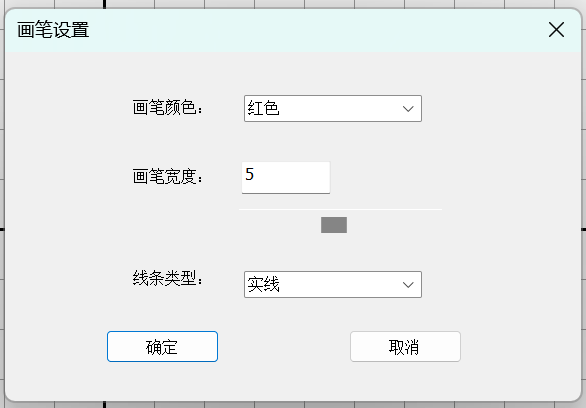 画笔设置
画笔颜色： 红色
画笔宽度： 5
线条类型： 实线
确定 取消